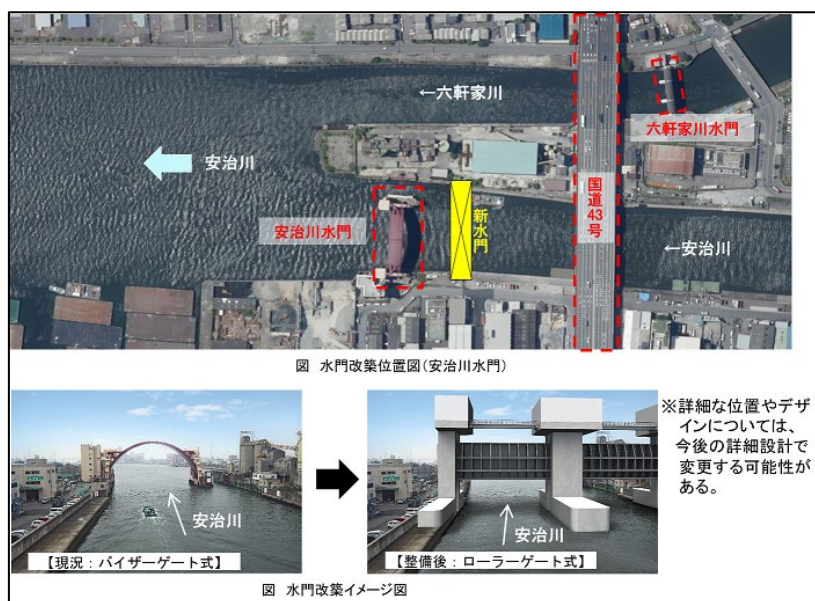 ←六軒家川
六軒家川水門
安治川
国道43号
新水門
安治川水門
←安治川
図 水門改築位置図(安治川水門)
※詳細な位置やデザ
インについては、
今後の詳細設計で
変更する可能性が
ある。
安治川
安治川
【現況：バイザーゲート式】
【整備後：ローラーゲート式】
図 水門改築イメージ図